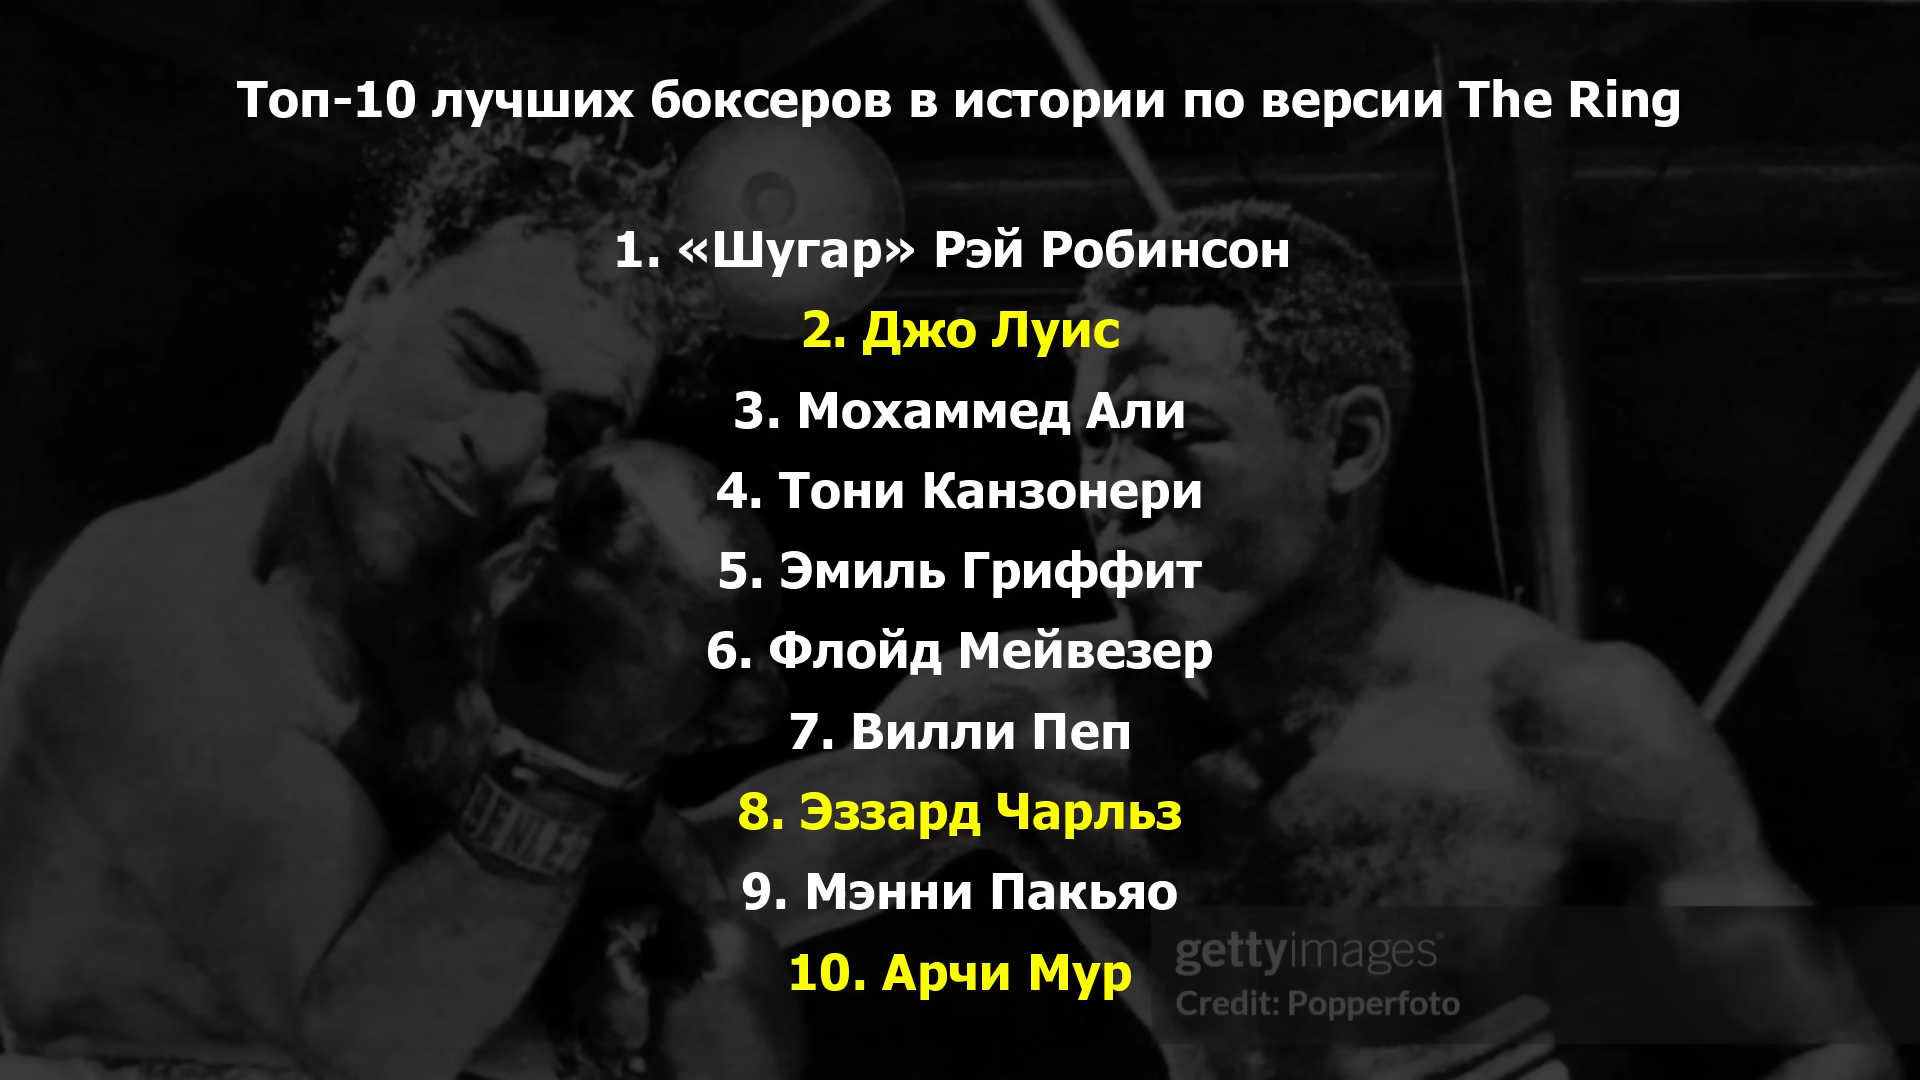 Топ-10 лучших боксеров в истории по версии The Ring
1. «Шугар» Рэй Робинсон
2. Джо Луис
3. Мохаммед Али
4. Тони Канзонери
5. Эмиль Гриффит
6. Флойд Мейвезер
7. Вилли Пеп
8. Эззард Чарльз
9. Мэнни Пакьяо
10. Арчи Мур
gettyimages®
Credit: Popperfoto